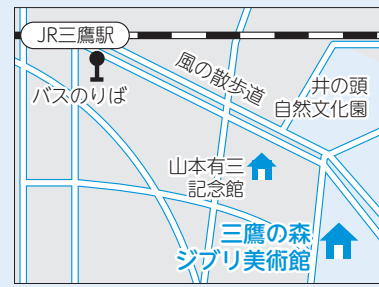 JR三鷹駅
バスのりば
風の散歩道
井の頭
自然文化園
山本有三
記念館
三鷹の森
ジブリ美術館